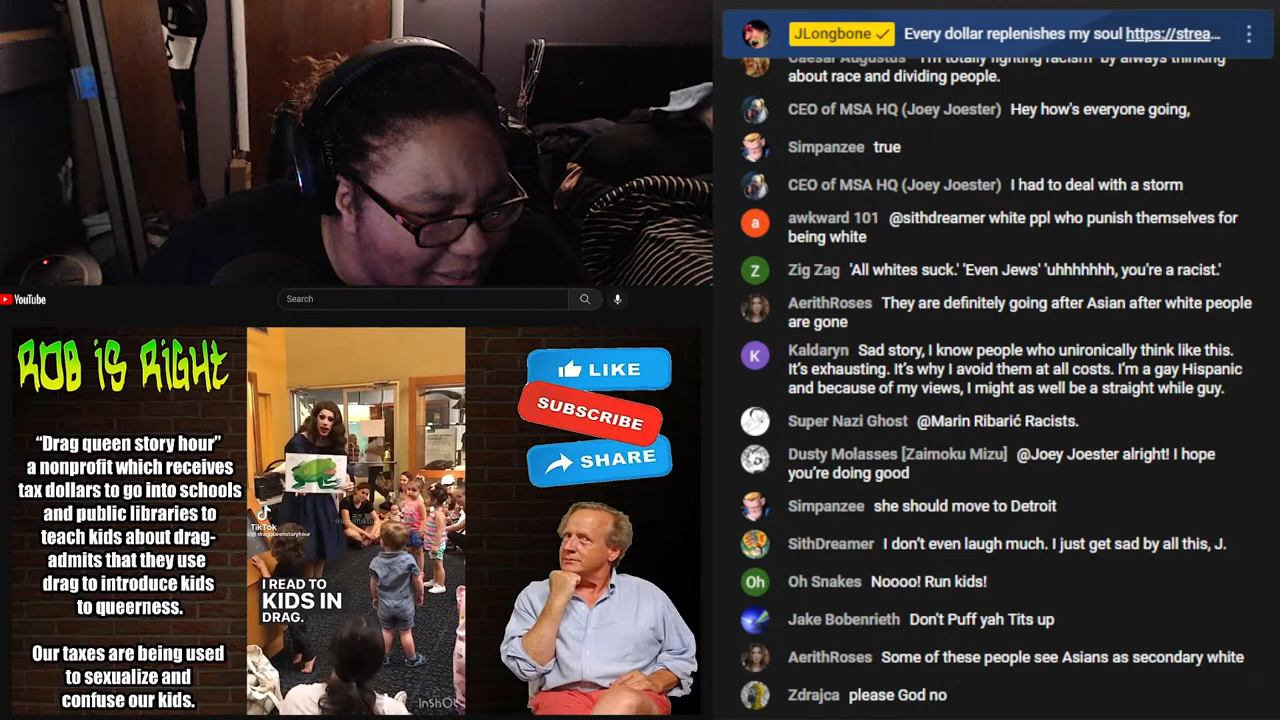 JLongbone Every dollar replenishes my soul https://strea...
Caesar Augustus "I'm totally fighting racism" by always thinking
about race and dividing people.
CEO of MSA HQ (Joey Joester) Hey how's everyone going,
Simpanzee true
CEO of MSA HQ (Joey Joester) I had to deal with a storm
awkward 101 @sithdreamer white ppl who punish themselves for
being white
Zig Zag 'All whites suck.' 'Even Jews' 'uhhhhhhh, you're a racist.'
AerithRoses They are definitely going after Asian after white people
are gone
Kaldaryn Sad story, I know people who unironically think like this.
It's exhausting. It's why I avoid them at all costs. I'm a gay Hispanic
and because of my views, I might as well be a straight while guy.
Super Nazi Ghost @Marin Ribarić Racists.
Dusty Molasses [Zaimoku Mizu] @Joey Joester alright! I hope
you're doing good
Simpanzee she should move to Detroit
SithDreamer I don't even laugh much. I just get sad by all this, J.
Oh Snakes Noooo! Run kids!
Jake Bobenrieth Don't Puff yah Tits up
AerithRoses Some of these people see Asians as secondary white
Zdrajca please God no
YouTube
Search
ROB iS RiGHT
"Drag queen story hour"
a nonprofit which receives
tax dollars to go into schools
and public libraries to
teach kids about drag-
admits that they use
drag to introduce kids
to queerness.
Our taxes are being used
to sexualize and
confuse our kids.
TikTok
@dragqueenstoryhour
I READ TO
KIDS IN
DRAG.
InShOt
LIKE
SUBSCRIBE
SHARE